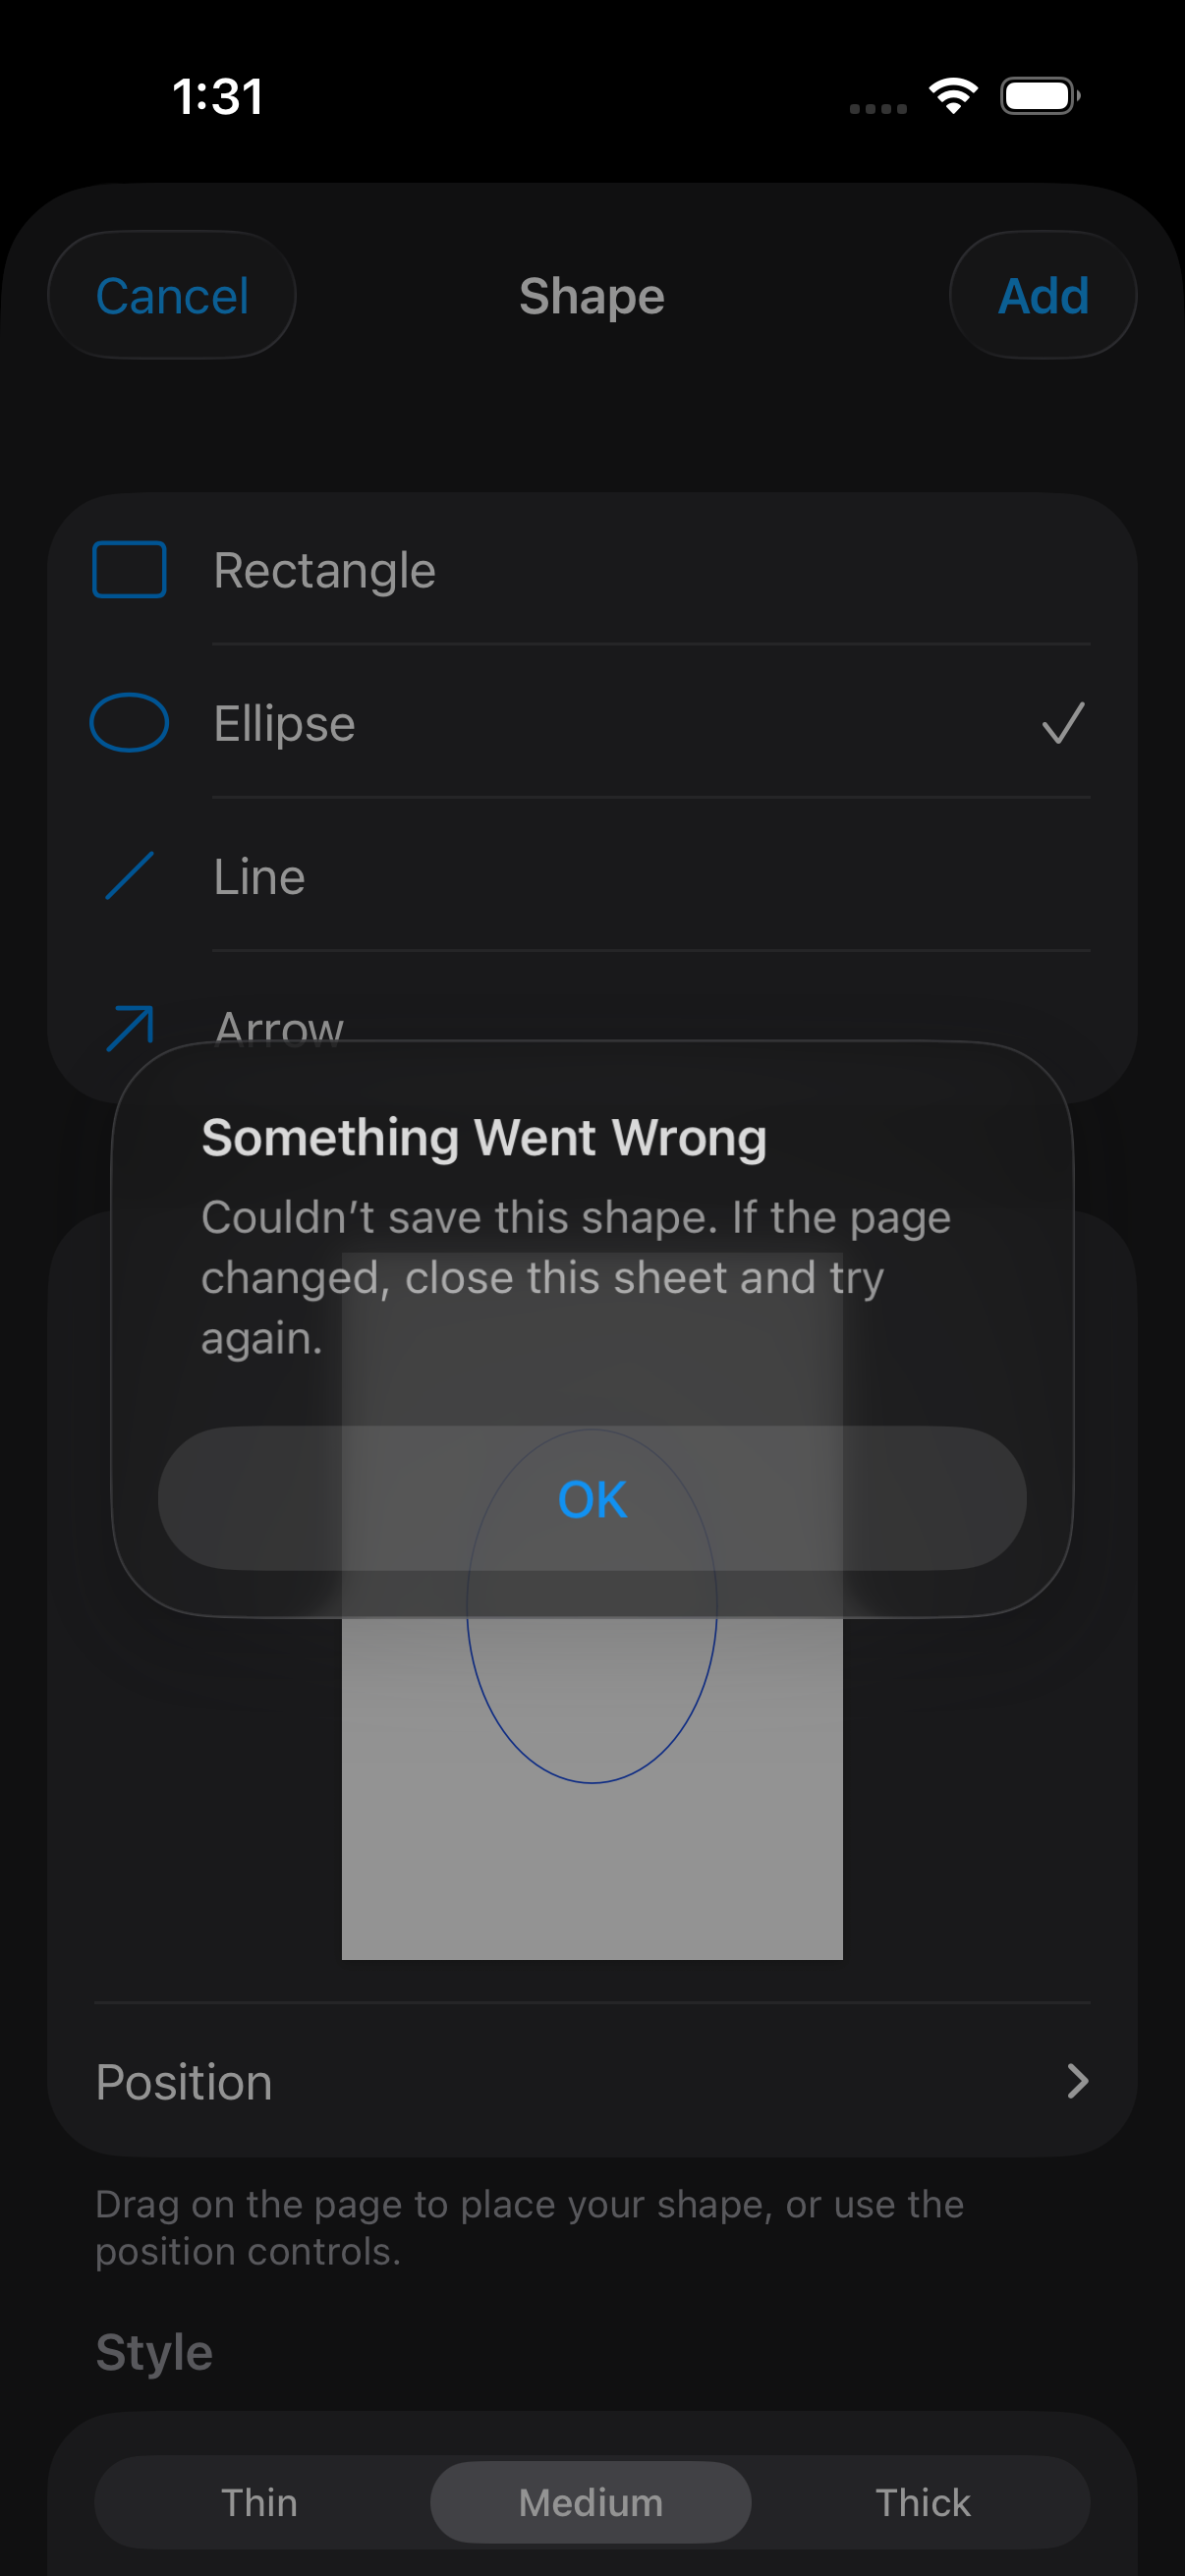 1:31
Cancel
Shape
Add
Rectangle
Ellipse
Line
Arrow
Something Went Wrong
Couldn’t save this shape. If the page
changed, close this sheet and try
again.
OK
Position
Drag on the page to place your shape, or use the
position controls.
Style
Thin
Medium
Thick